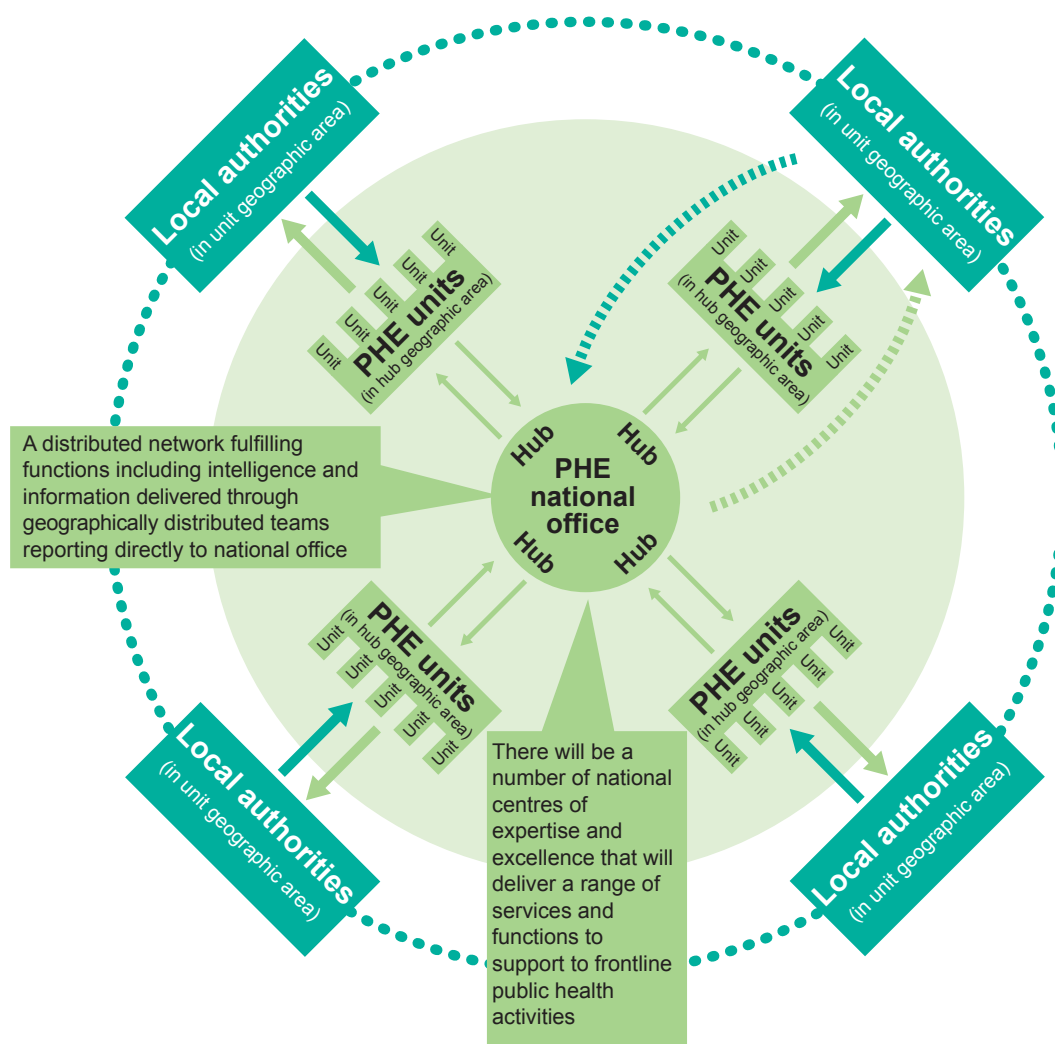 Local authorities
(in unit geographic area)
Local authorities
(in unit geographic area)
Unit
Unit
Unit
Unit
Unit
PHE units
(in hub geographic area)
Unit
Unit
Unit
Unit
Unit
PHE units
(in hub geographic area)
Hub
Hub
PHE
national
office
Hub
Hub
A distributed network fulfilling
functions including intelligence and
information delivered through
geographically distributed teams
reporting directly to national office
PHE units
(in hub geographic area)
Unit
Unit
Unit
Unit
Unit
PHE units
(in hub geographic area)
Unit
Unit
Unit
Unit
Unit
Local authorities
(in unit geographic area)
There will be a
number of national
centres of
expertise and
excellence that will
deliver a range of
services and
functions to
support to frontline
public health
activities
Local authorities
(in unit geographic area)